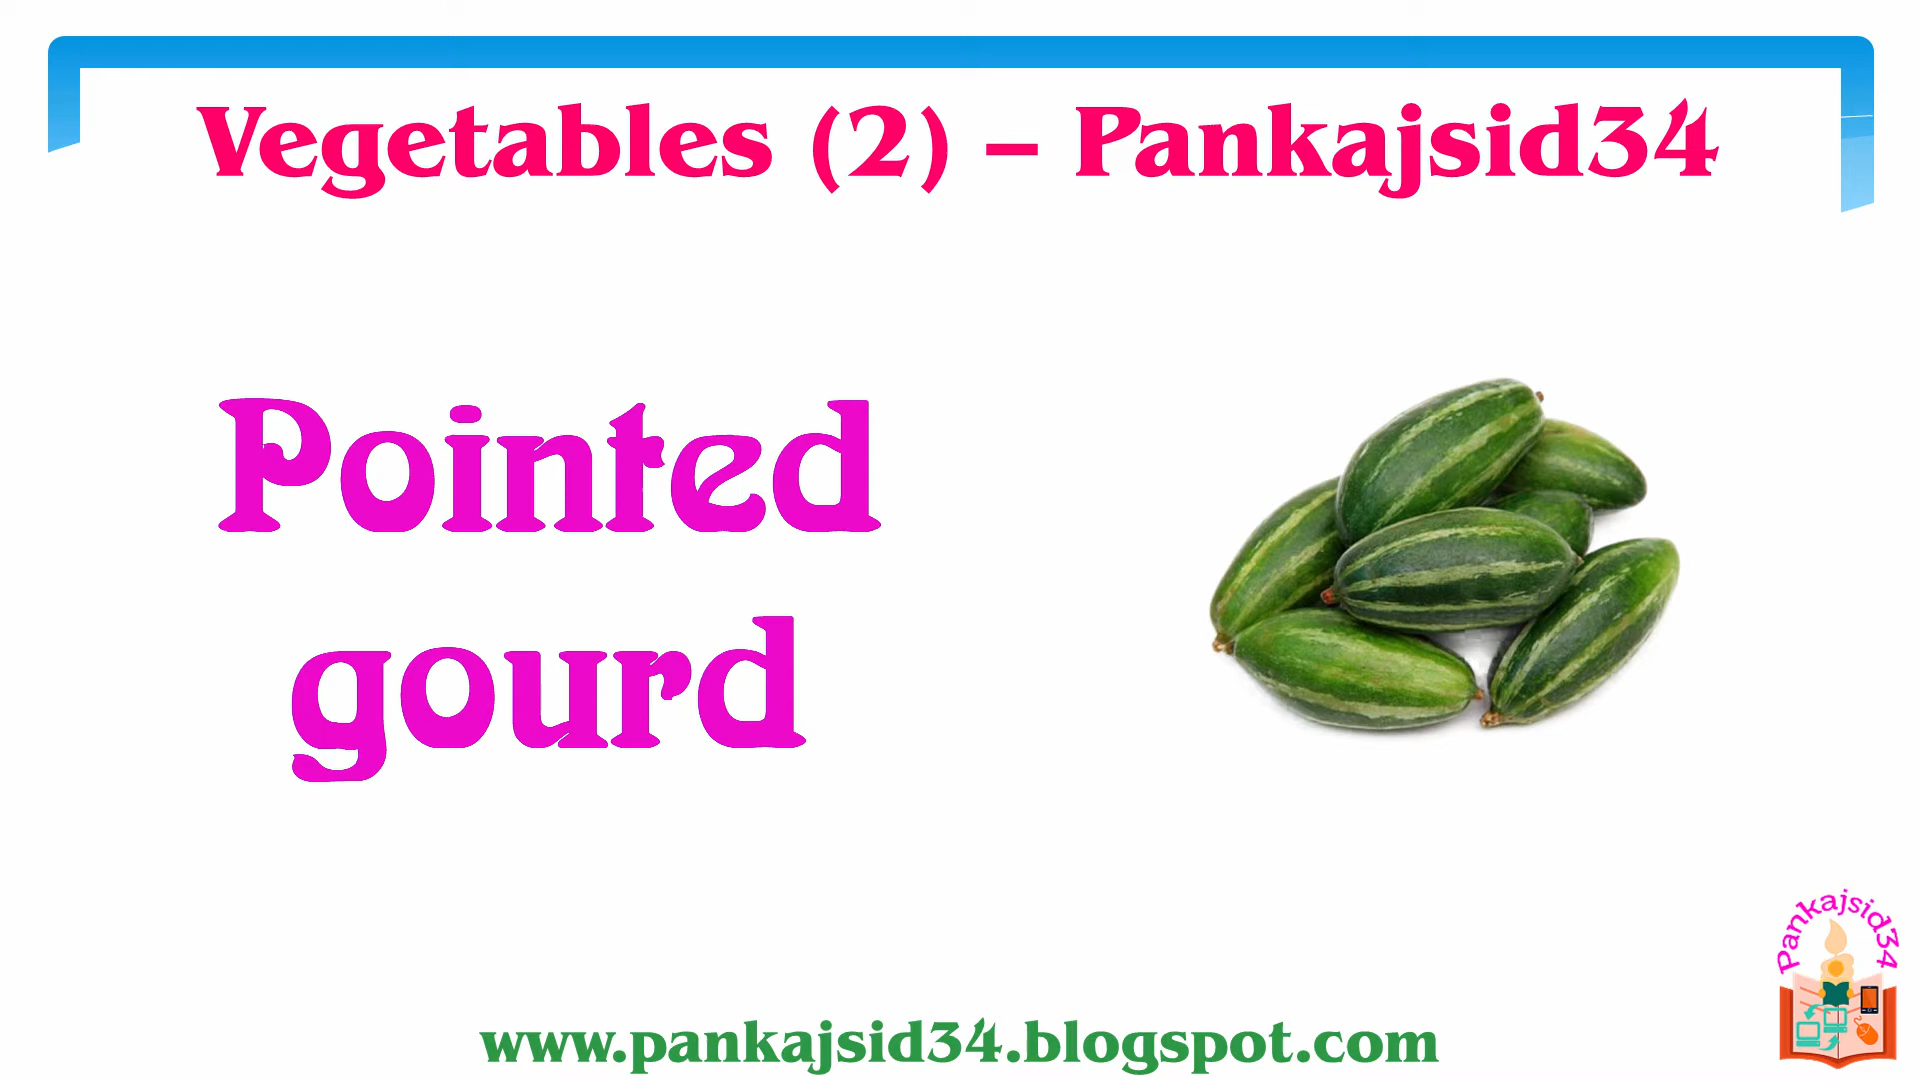 Vegetables (2) – Pankajsid34
Pointed
gourd
Pankajsid34
www.pankajsid34.blogspot.com